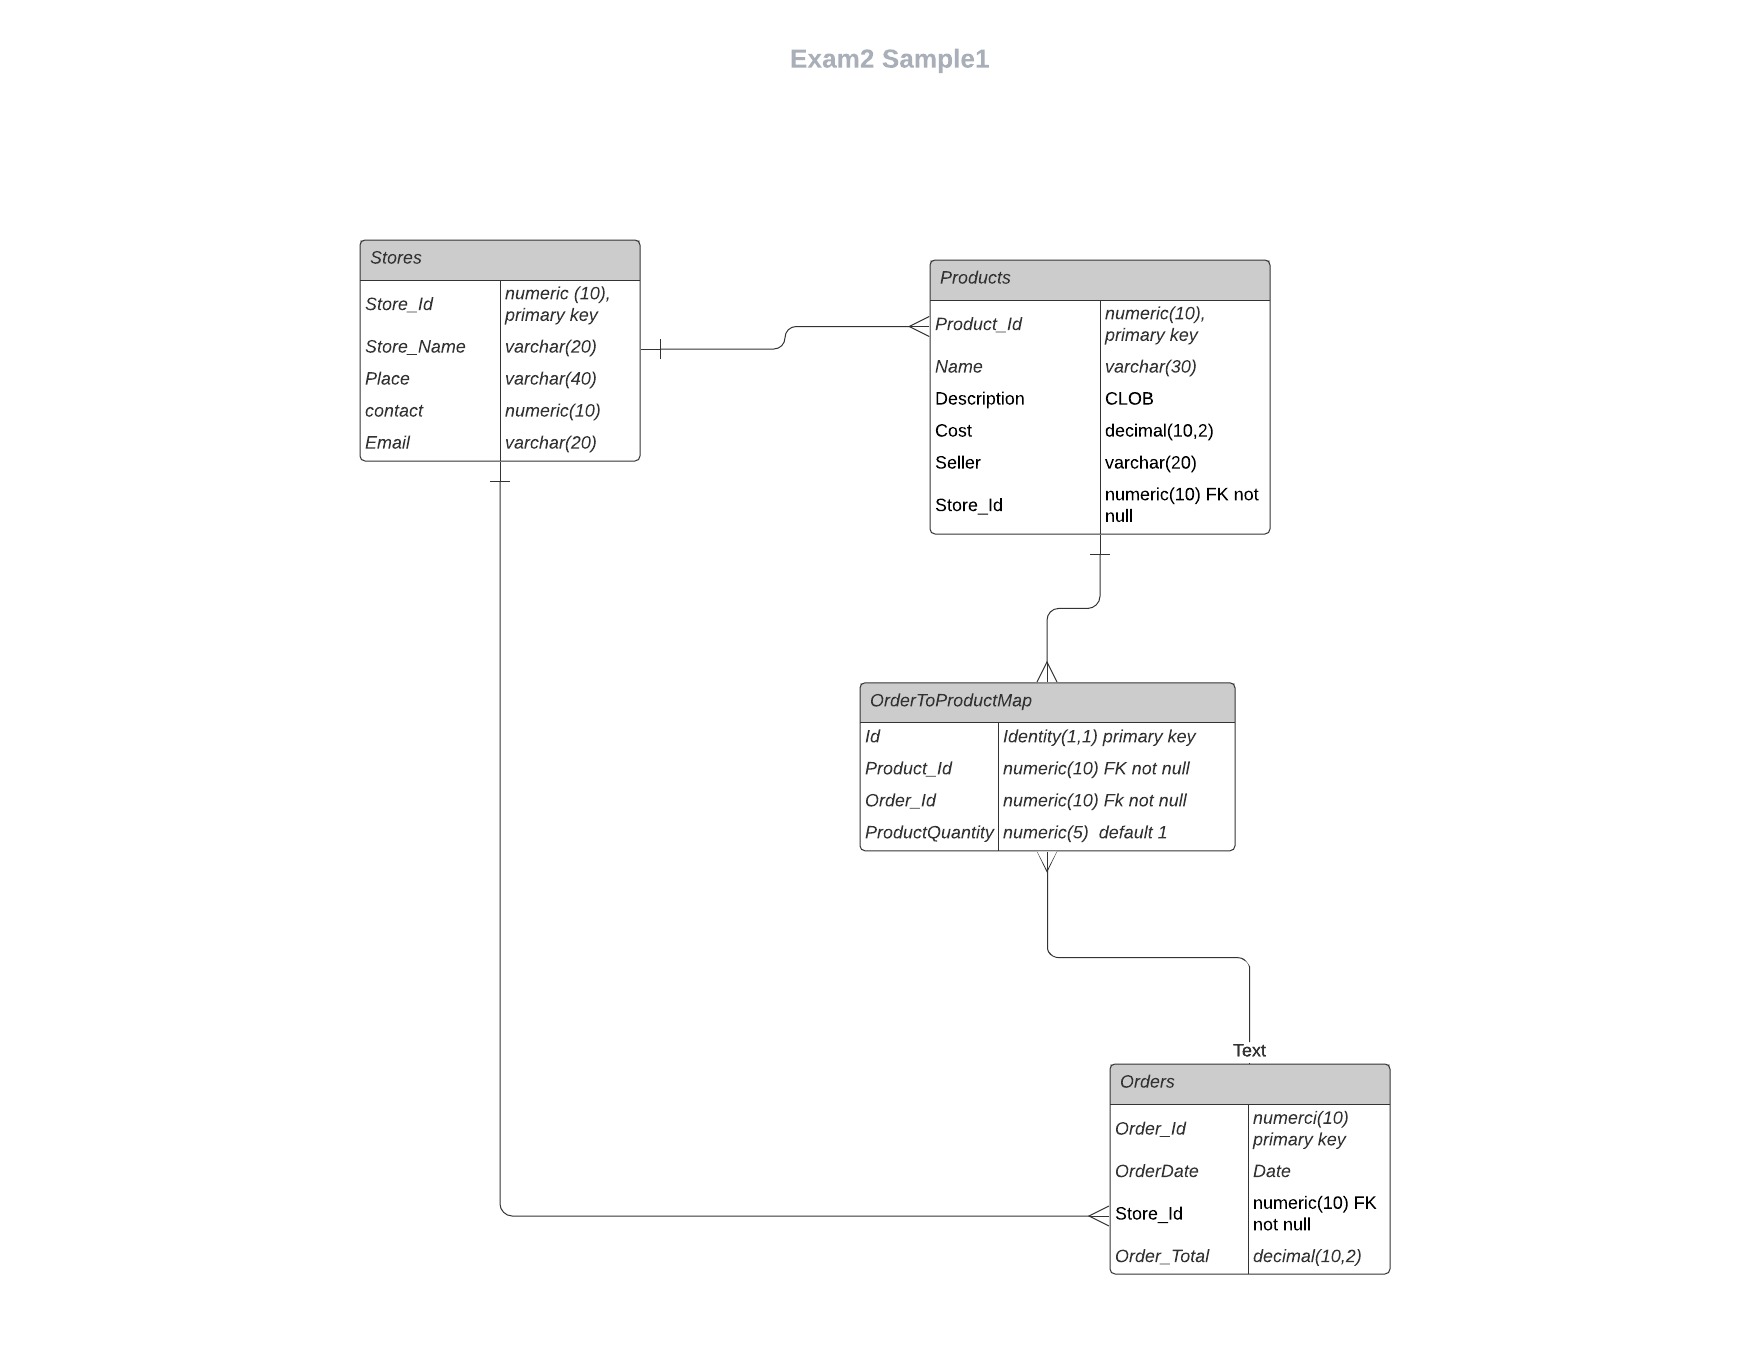 Exam2 Sample1
Stores
Store_Id
numeric (10),
primary key
Store_Name
varchar(20)
Place
varchar(40)
contact
numeric(10)
Email
varchar(20)
Products
Product_Id
numeric(10),
primary key
Name
varchar(30)
Description
CLOB
Cost
decimal(10,2)
Seller
varchar(20)
Store_Id
numeric(10) FK not
null
OrderToProductMap
Id
Identity(1,1) primary key
Product_Id
numeric(10) FK not null
Order_Id
numeric(10) Fk not null
ProductQuantity
numeric(5)  default 1
Text
Orders
Order_Id
numerci(10)
primary key
OrderDate
Date
Store_Id
numeric(10) FK
not null
Order_Total
decimal(10,2)